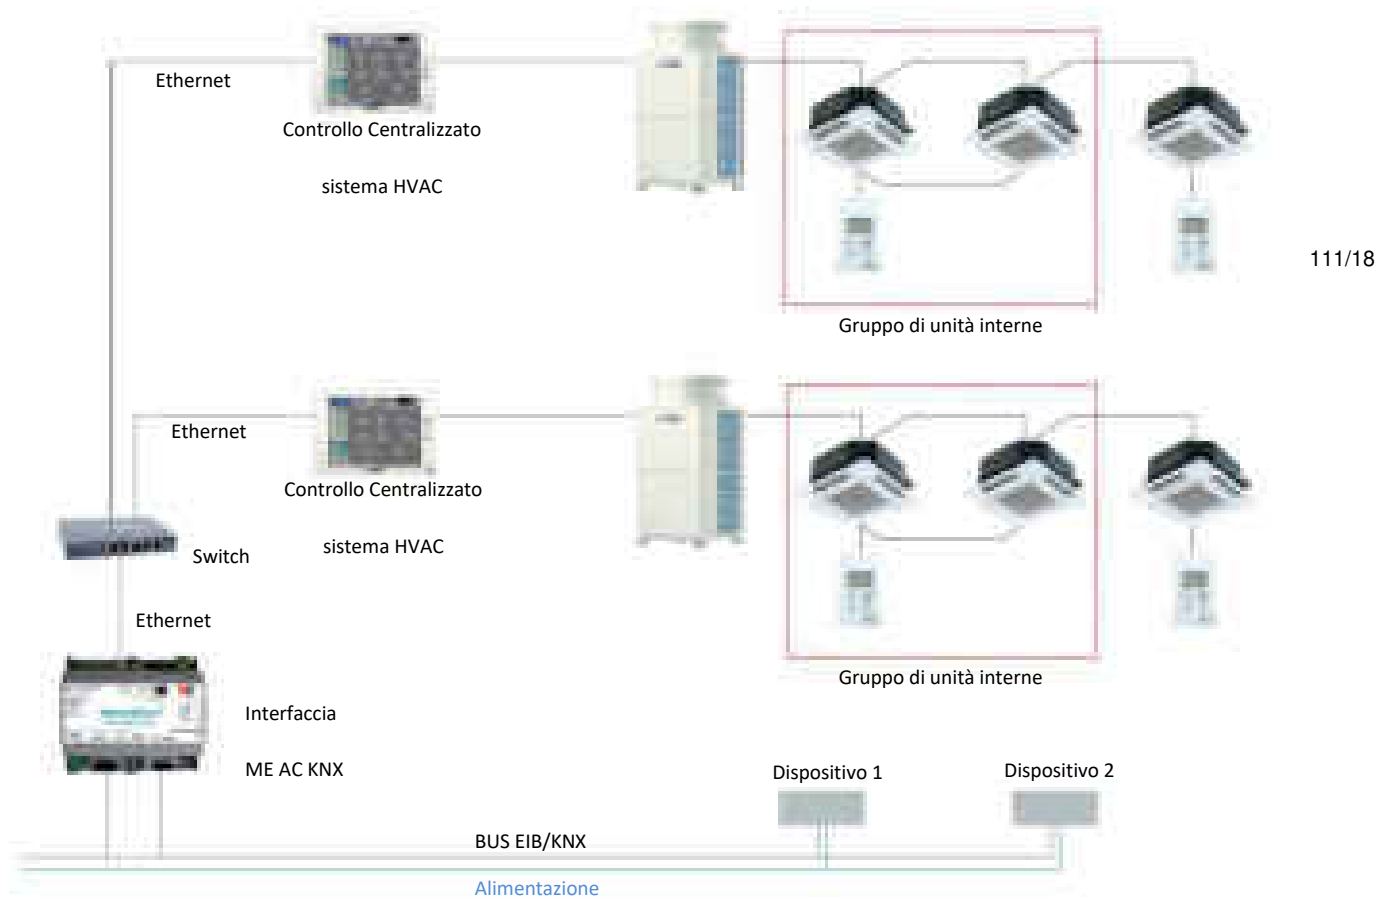 Ethernet
Controllo Centralizzato
sistema HVAC
111/18
Gruppo di unità interne
Ethernet
Controllo Centralizzato
sistema HVAC
Switch
Ethernet
Gruppo di unità interne
Interfaccia
ME AC KNX
Dispositivo 1
Dispositivo 2
BUS EIB/KNX
Alimentazione